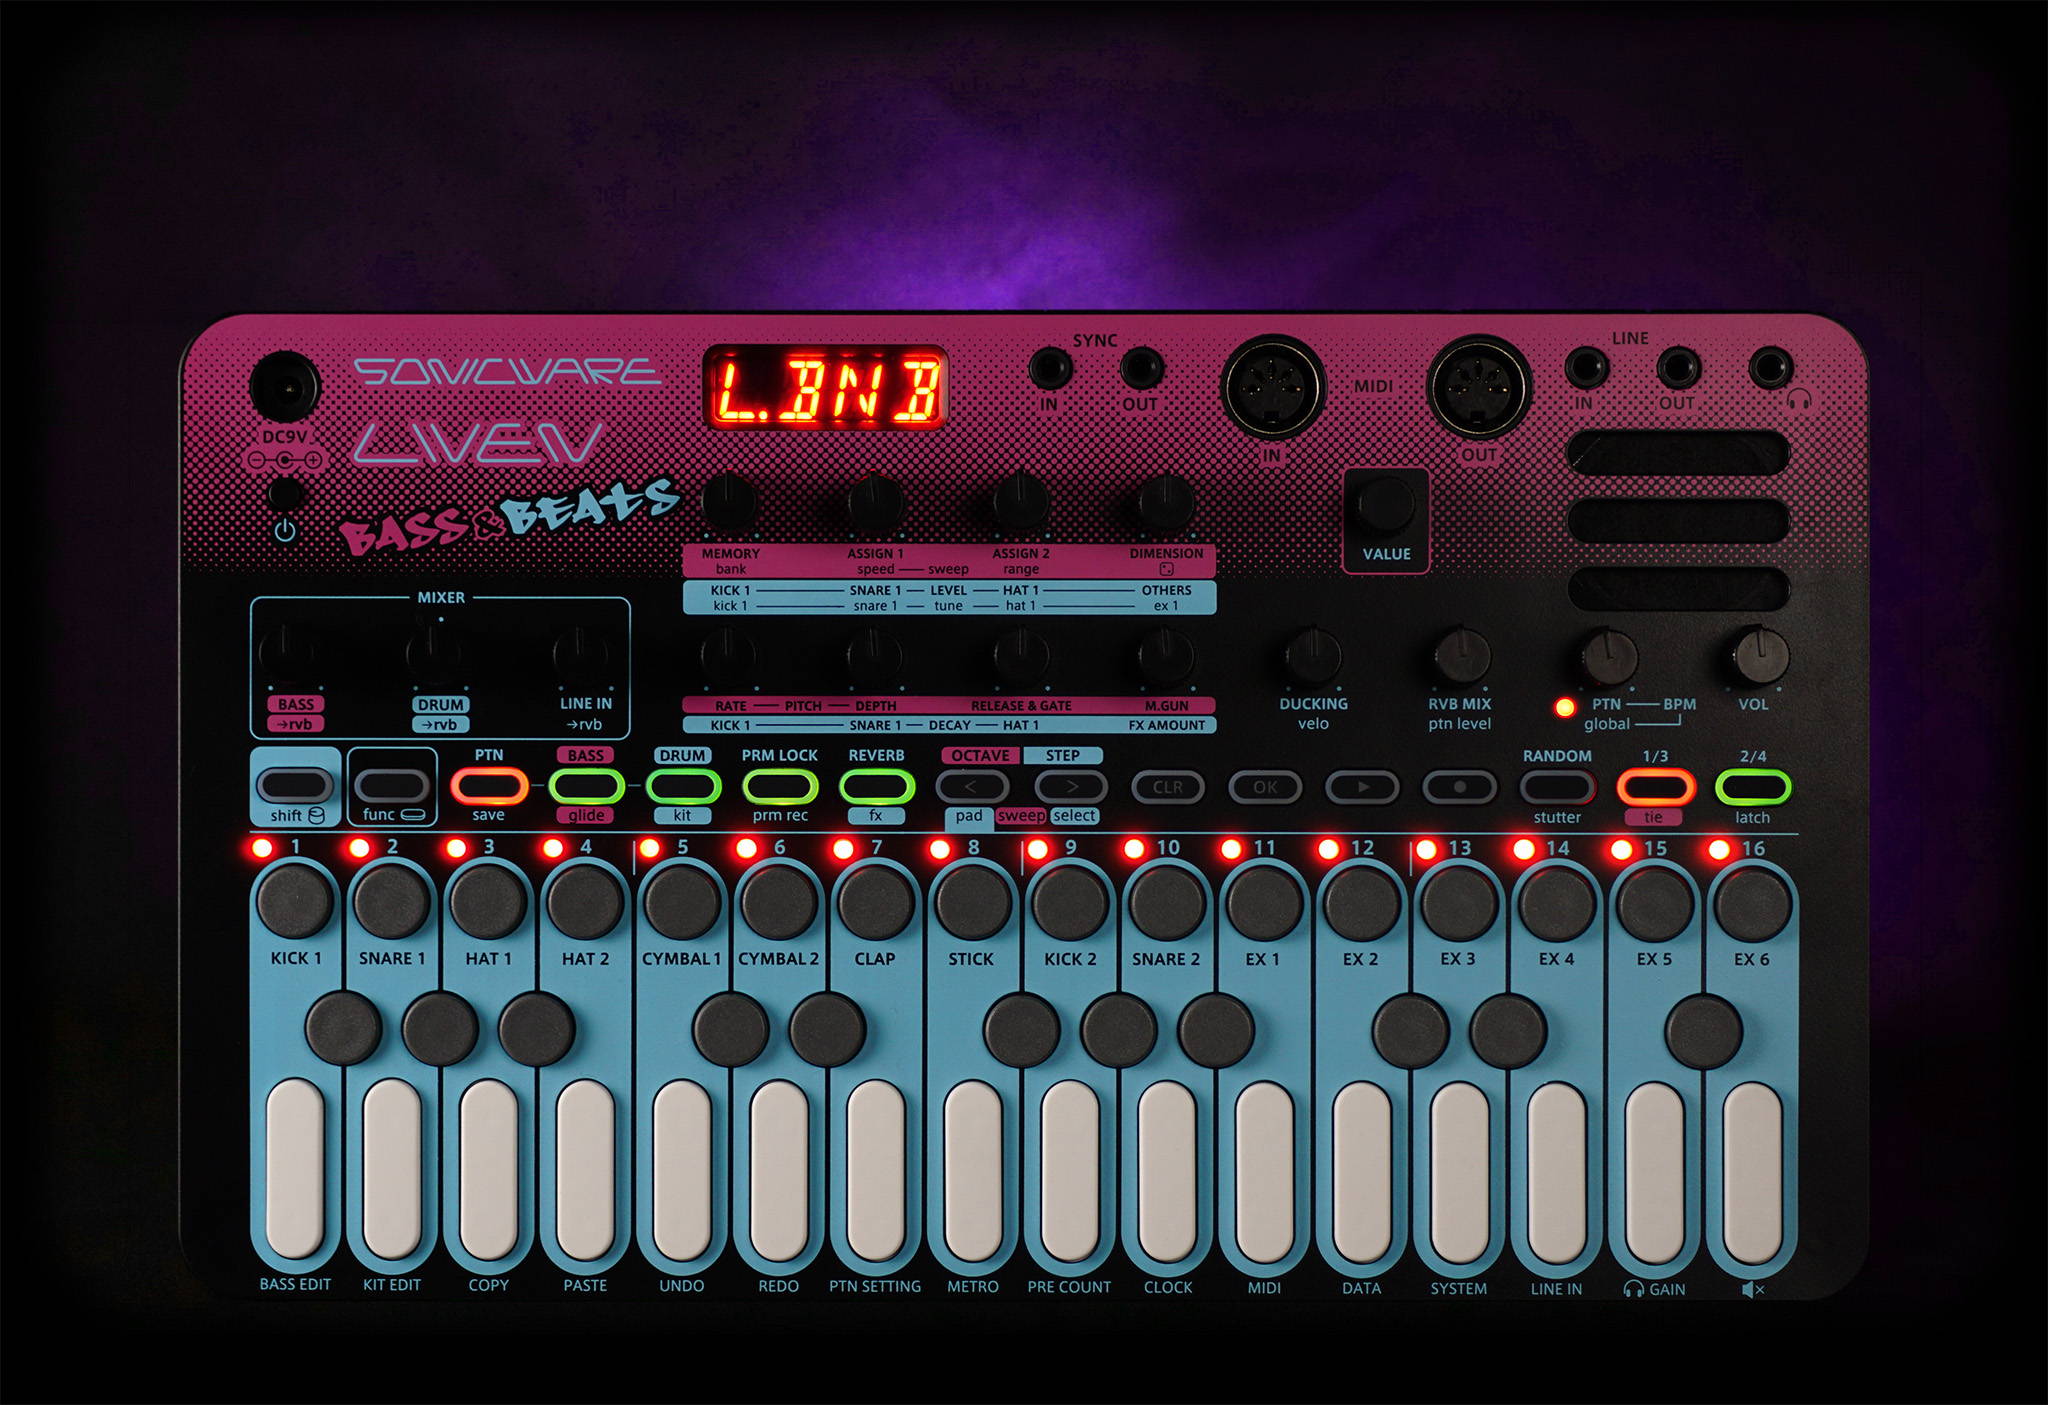 SONICWARE
LIVEN
BASS & BEATS
DC9V
L.BNB
SYNC
IN OUT
MIDI
IN OUT
LINE
IN OUT
VALUE
MEMORY ASSIGN 1 ASSIGN 2 DIMENSION
bank speed sweep range
KICK 1 SNARE 1 LEVEL HAT 1 OTHERS
kick 1 snare 1 tune hat 1 ex 1
MIXER
BASS DRUM LINE IN
→rvb →rvb →rvb
RATE PITCH DEPTH RELEASE & GATE M.GUN
KICK 1 SNARE 1 DECAY HAT 1 FX AMOUNT
DUCKING RVB MIX PTN BPM VOL
velo ptn level global
PTN BASS DRUM PRM LOCK REVERB OCTAVE STEP RANDOM 1/3 2/4
< > CLR OK
shift func save glide kit prm rec fx pad sweep select stutter tie latch
1 2 3 4 5 6 7 8 9 10 11 12 13 14 15 16
KICK 1 SNARE 1 HAT 1 HAT 2 CYMBAL 1 CYMBAL 2 CLAP STICK KICK 2 SNARE 2 EX 1 EX 2 EX 3 EX 4 EX 5 EX 6
BASS EDIT KIT EDIT COPY PASTE UNDO REDO PTN SETTING METRO PRE COUNT CLOCK MIDI DATA SYSTEM LINE IN GAIN